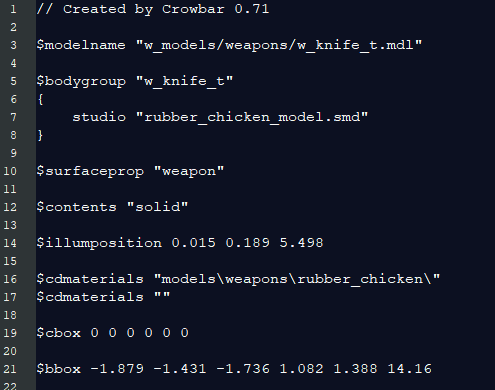 1 // Created by Crowbar 0.71
2
3 $modelname "w_models/weapons/w_knife_t.mdl"
4
5 $bodygroup "w_knife_t"
6 {
7 studio "rubber_chicken_model.smd"
8 }
9
10 $surfaceprop "weapon"
11
12 $contents "solid"
13
14 $illumposition 0.015 0.189 5.498
15
16 $cdmaterials "models\weapons\rubber_chicken\"
17 $cdmaterials ""
18
19 $cbox 0 0 0 0 0 0
20
21 $bbox -1.879 -1.431 -1.736 1.082 1.388 14.16
22